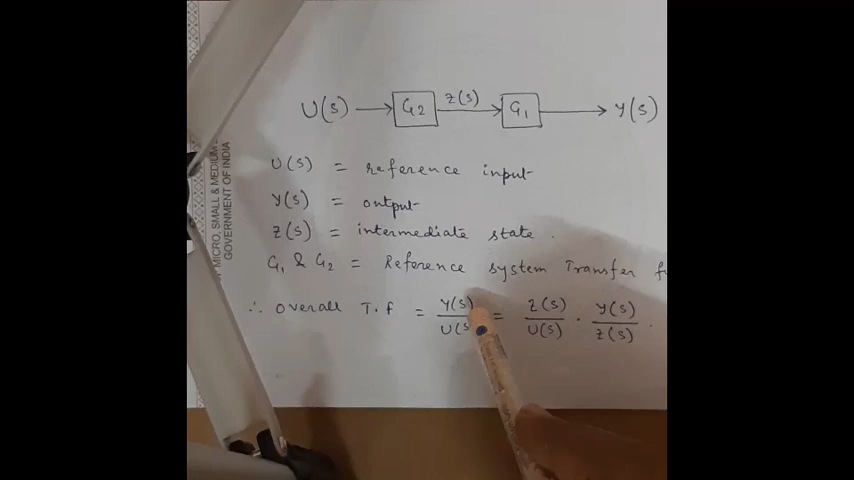 U(s) → G2 Z(s) → G1 → Y(s)
U(s) = reference input
Y(s) = output
Z(s) = intermediate state.
G1 & G2 = Reference system Transfer
∴ Overall T.f = Y(s)/U(s = Z(s)/U(s) · Y(s)/Z(s) .
MICRO, SMALL & MEDIUM
GOVERNMENT OF INDIA